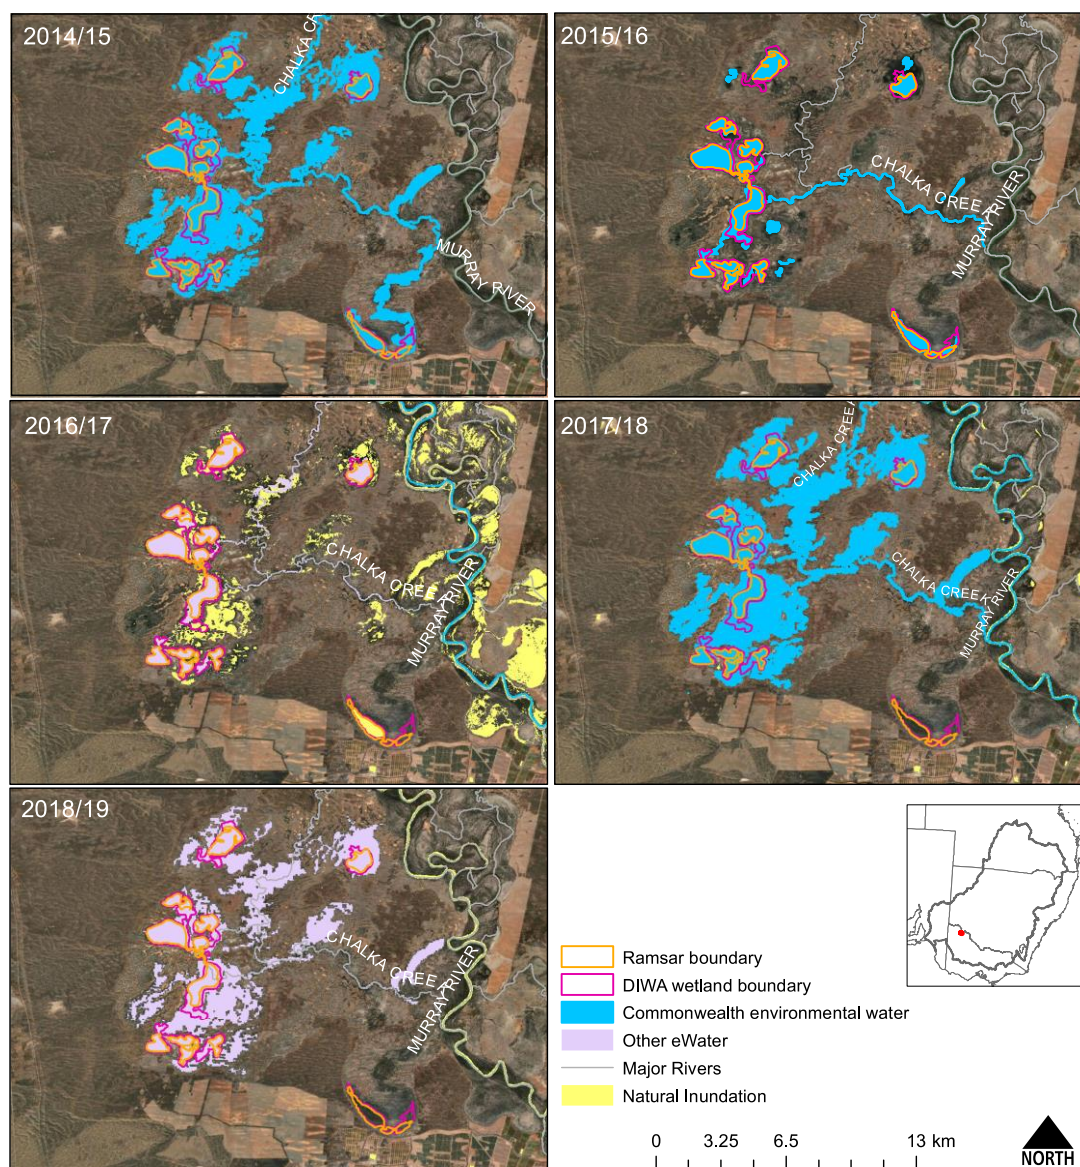 2014/15
CHALKA CR
MURRAY RIVER
2015/16
CHALKA CREEK
MURRAY RIVER
2016/17
CHALKA CREEK
MURRAY RIVER
2017/18
CHALKA CREEK
CHALKA CREEK
MURRAY RIVER
2018/19
CHALKA CREEK
MURRAY RIVER
Ramsar boundary
DIWA wetland boundary
Commonwealth environmental water
Other eWater
Major Rivers
Natural Inundation
0 3.25 6.5 13 km
NORTH